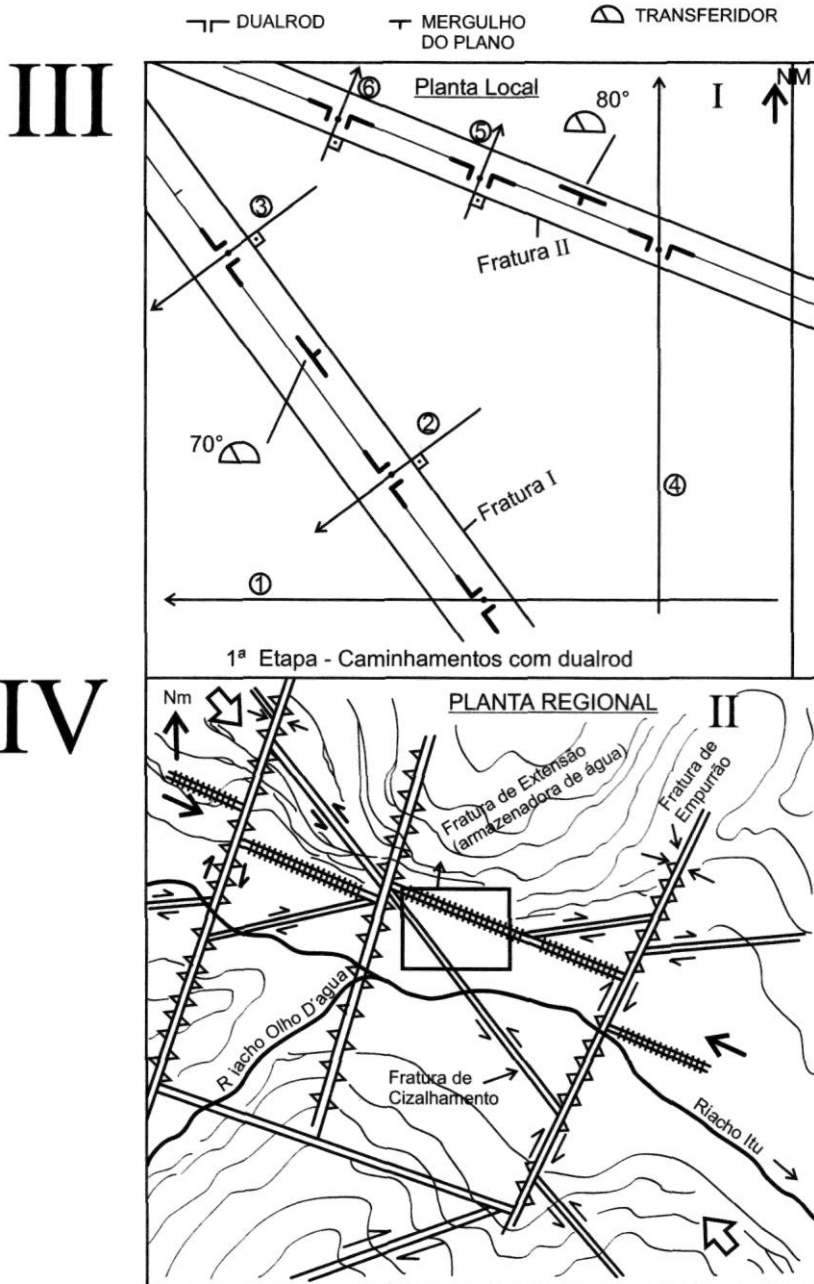 DUALROD
MERGULHO
DO PLANO
TRANSFERIDOR
III
Planta Local
I
NM
80°
6
5
3
Fratura II
2
70°
Fratura I
4
1
1ª Etapa - Caminhamentos com dualrod
IV
Nm
PLANTA REGIONAL
II
Fratura de Extensão
(armazenadora de água)
Fratura de
Empurrão
Riacho Olho D'agua
Fratura de
Cizalhamento
Riacho Itu